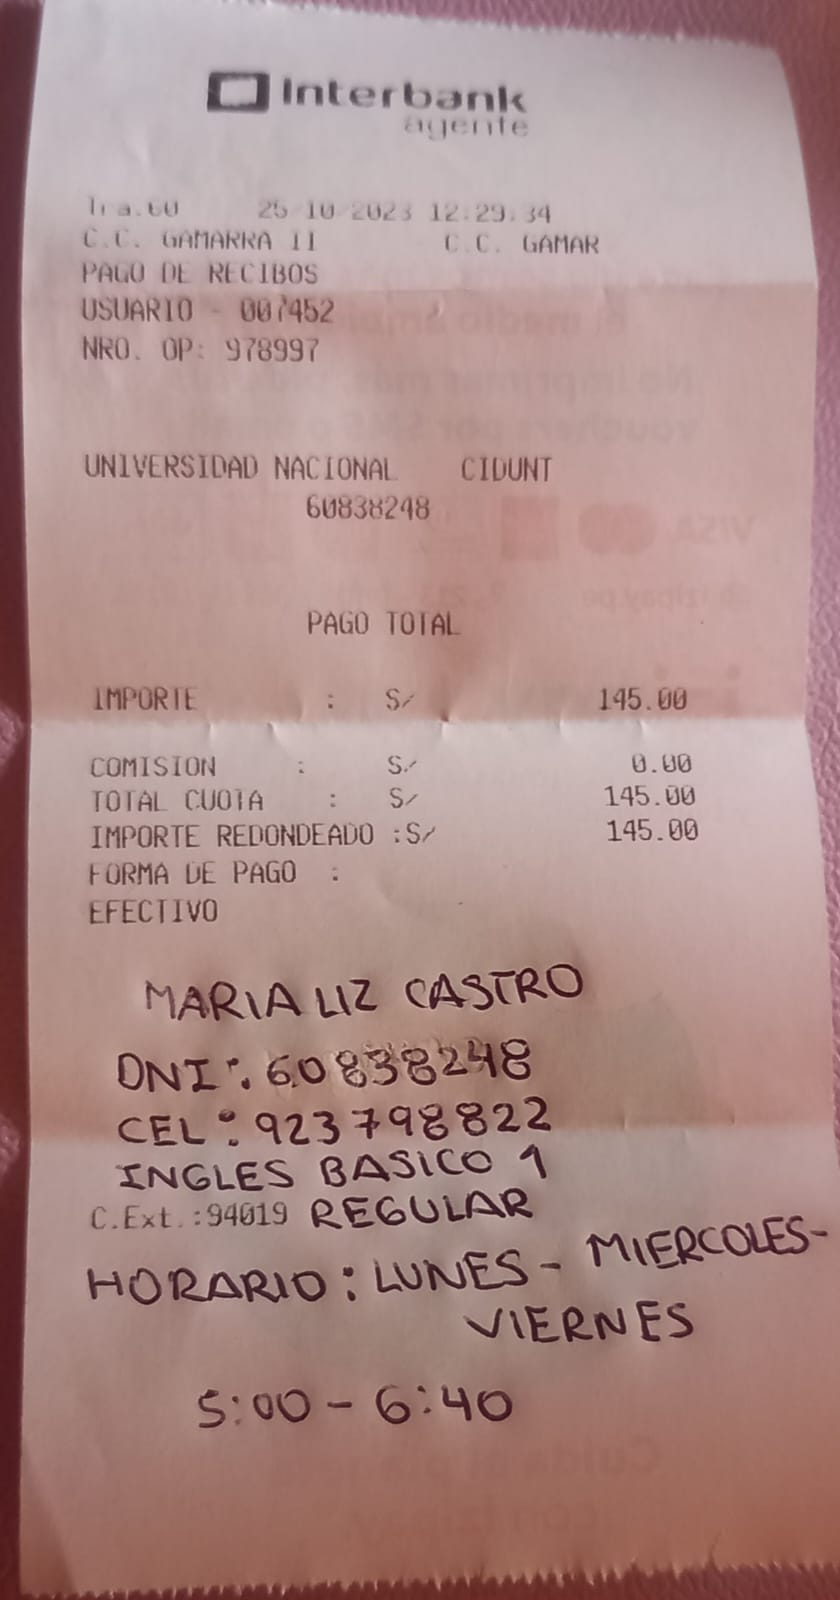 Interbank
agente
Tra.60 25-10-2023 12:29:34
C.C. GAMARRA II C.C. GAMAR
PAGO DE RECIBOS
USUARIO - 007452
NRO. OP: 978997
UNIVERSIDAD NACIONAL CIDUNT
60838248
PAGO TOTAL
IMPORTE : S/ 145.00
COMISION : S/ 0.00
TOTAL CUOTA : S/ 145.00
IMPORTE REDONDEADO :S/ 145.00
FORMA DE PAGO :
EFECTIVO
MARIA LIZ CASTRO
DNI: 60838248
CEL: 923798822
INGLES BASICO 1
C.Ext.:94019 REGULAR
HORARIO: LUNES - MIERCOLES-
VIERNES
5:00 - 6:40